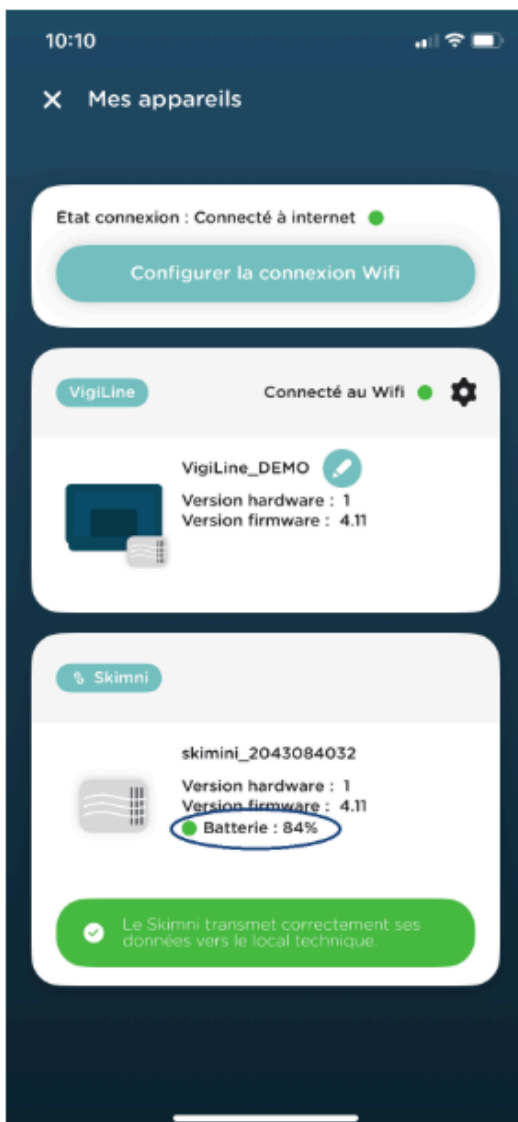 10:10
Mes appareils
Etat connexion : Connecté à internet
Configurer la connexion Wifi
VigiLine
Connecté au Wifi
VigiLine_DEMO
Version hardware : 1
Version firmware : 4.11
Skimni
skimini_2043084032
Version hardware : 1
Version firmware : 4.11
Batterie : 84%
Le Skimni transmet correctement ses
données vers le local technique.